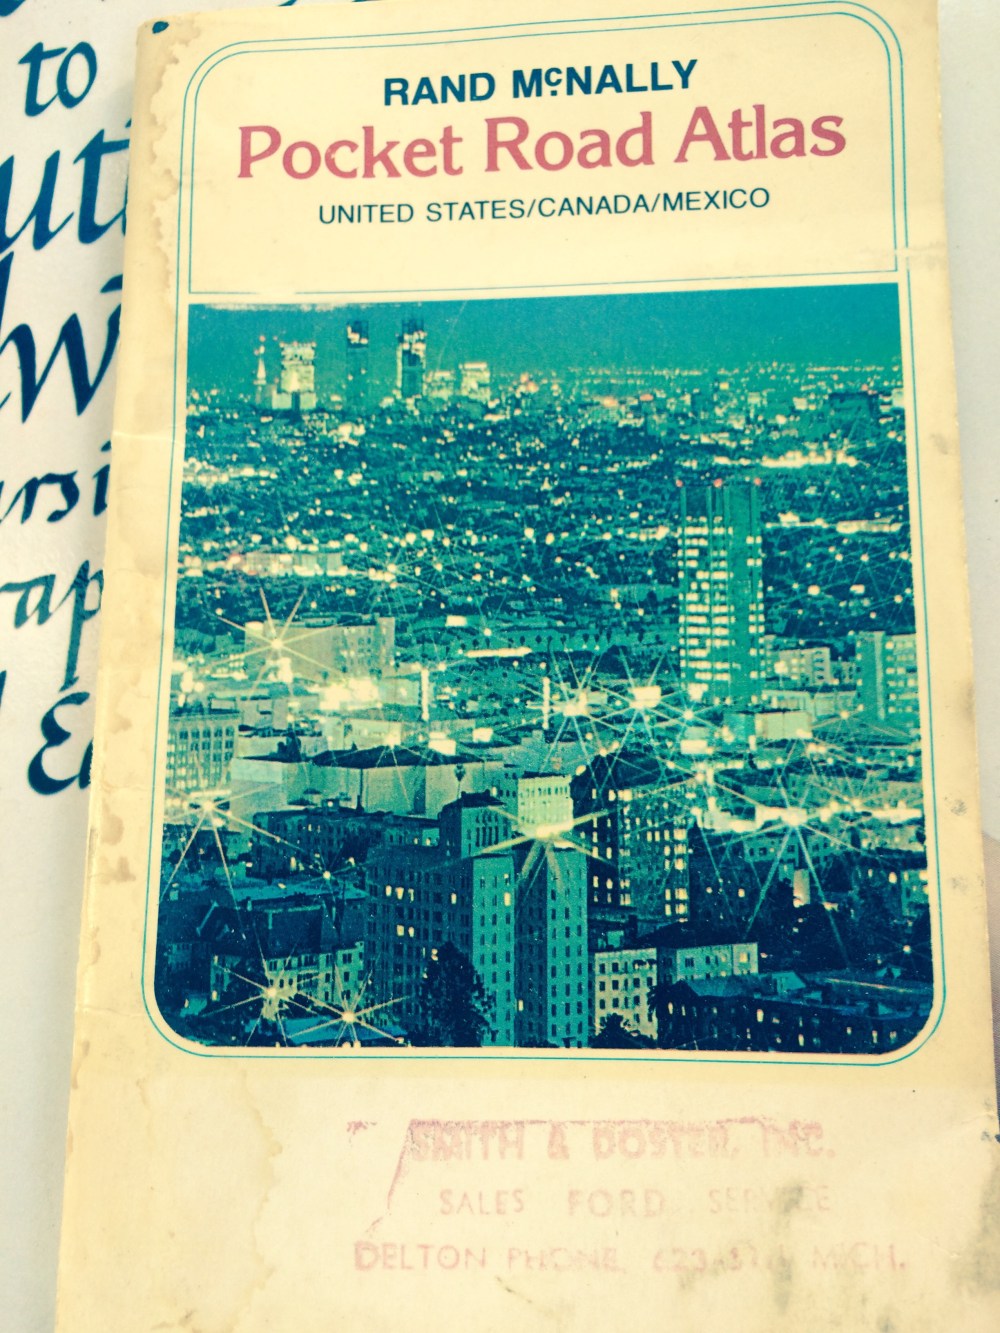 to
RAND McNALLY
Pocket Road Atlas
UNITED STATES/CANADA/MEXICO
SMITH & DOSTER, INC.
SALES FORD SERVICE
DELTON PHONE MICH.